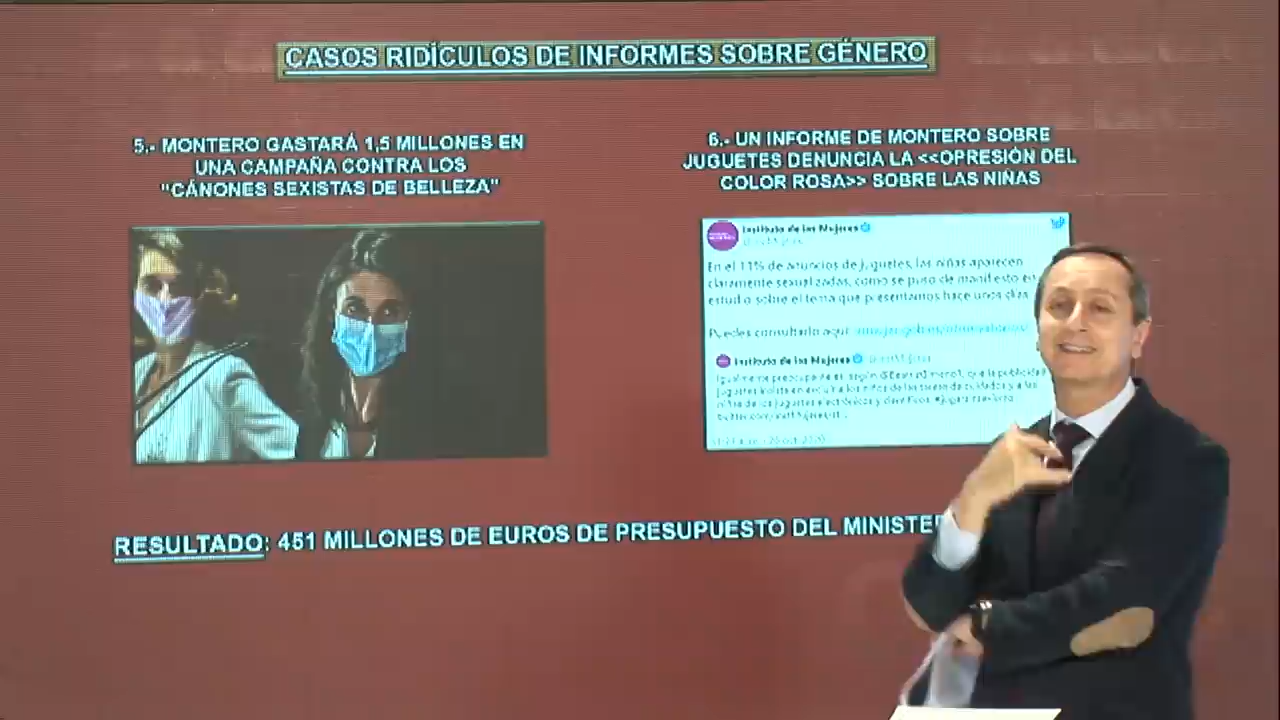 CASOS RIDÍCULOS DE INFORMES SOBRE GÉNERO
5.- MONTERO GASTARÁ 1,5 MILLONES EN
UNA CAMPAÑA CONTRA LOS
"CÁNONES SEXISTAS DE BELLEZA"
6.- UN INFORME DE MONTERO SOBRE
JUGUETES DENUNCIA LA <<OPRESIÓN DEL
COLOR ROSA>> SOBRE LAS NIÑAS
Instituto de las Mujeres
En el 11% de anuncios de juguetes, las niñas aparecen
claramente sexualizadas, como se puso de manifiesto en
estudio sobre el tema que presentamos hace unos días
Puedes consultarlo aquí:
Instituto de las Mujeres
RESULTADO: 451 MILLONES DE EUROS DE PRESUPUESTO DEL MINISTE